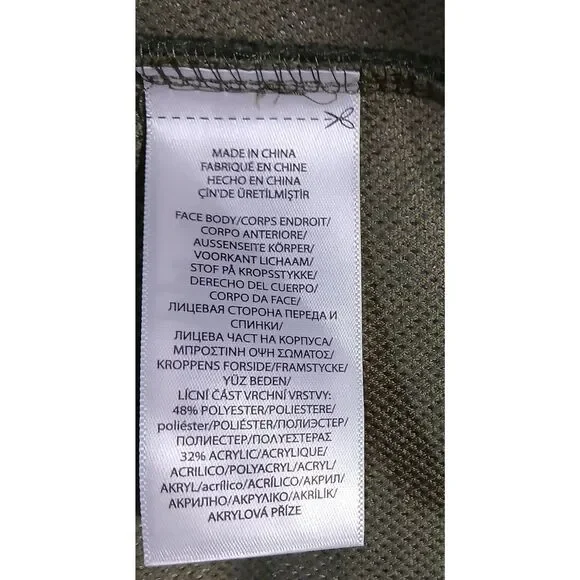 MADE IN CHINA
FABRIQUÉ EN CHINE
HECHO EN CHINA
ÇİN'DE ÜRETİLMİŞTİR
FACE BODY/CORPS ENDROIT/
CORPO ANTERIORE/
AUSSENSEITE KÖRPER/
VOORKANT LICHAAM/
STOF PÅ KROPSSTYKKE/
DERECHO DEL CUERPO/
CORPO DA FACE/
ЛИЦЕВАЯ СТОРОНА ПЕРЕДА И
СПИНКИ/
ЛИЦЕВА ЧАСТ НА КОРПУСА/
ΜΠΡΟΣΤΙΝΗ ΟΨΗ ΣΩΜΑΤΟΣ/
KROPPENS FORSIDE/FRAMSTYCKE/
YÜZ BEDEN/
LÍCNÍ ČÁST VRCHNÍ VRSTVY:
48% POLYESTER/POLIESTERE/
poliéster/POLIÉSTER/ПОЛИЭСТЕР/
ПОЛИЕСТЕР/ΠΟΛΥΕΣΤΕΡΑΣ
32% ACRYLIC/ACRYLIQUE/
ACRILICO/POLYACRYL/ACRYL/
AKRYL/acrílico/ACRÍLICO/АКРИЛ/
АКРИЛНО/ΑΚΡΥΛΙΚΟ/AKRİLİK/
AKRYLOVÁ PŘÍZE